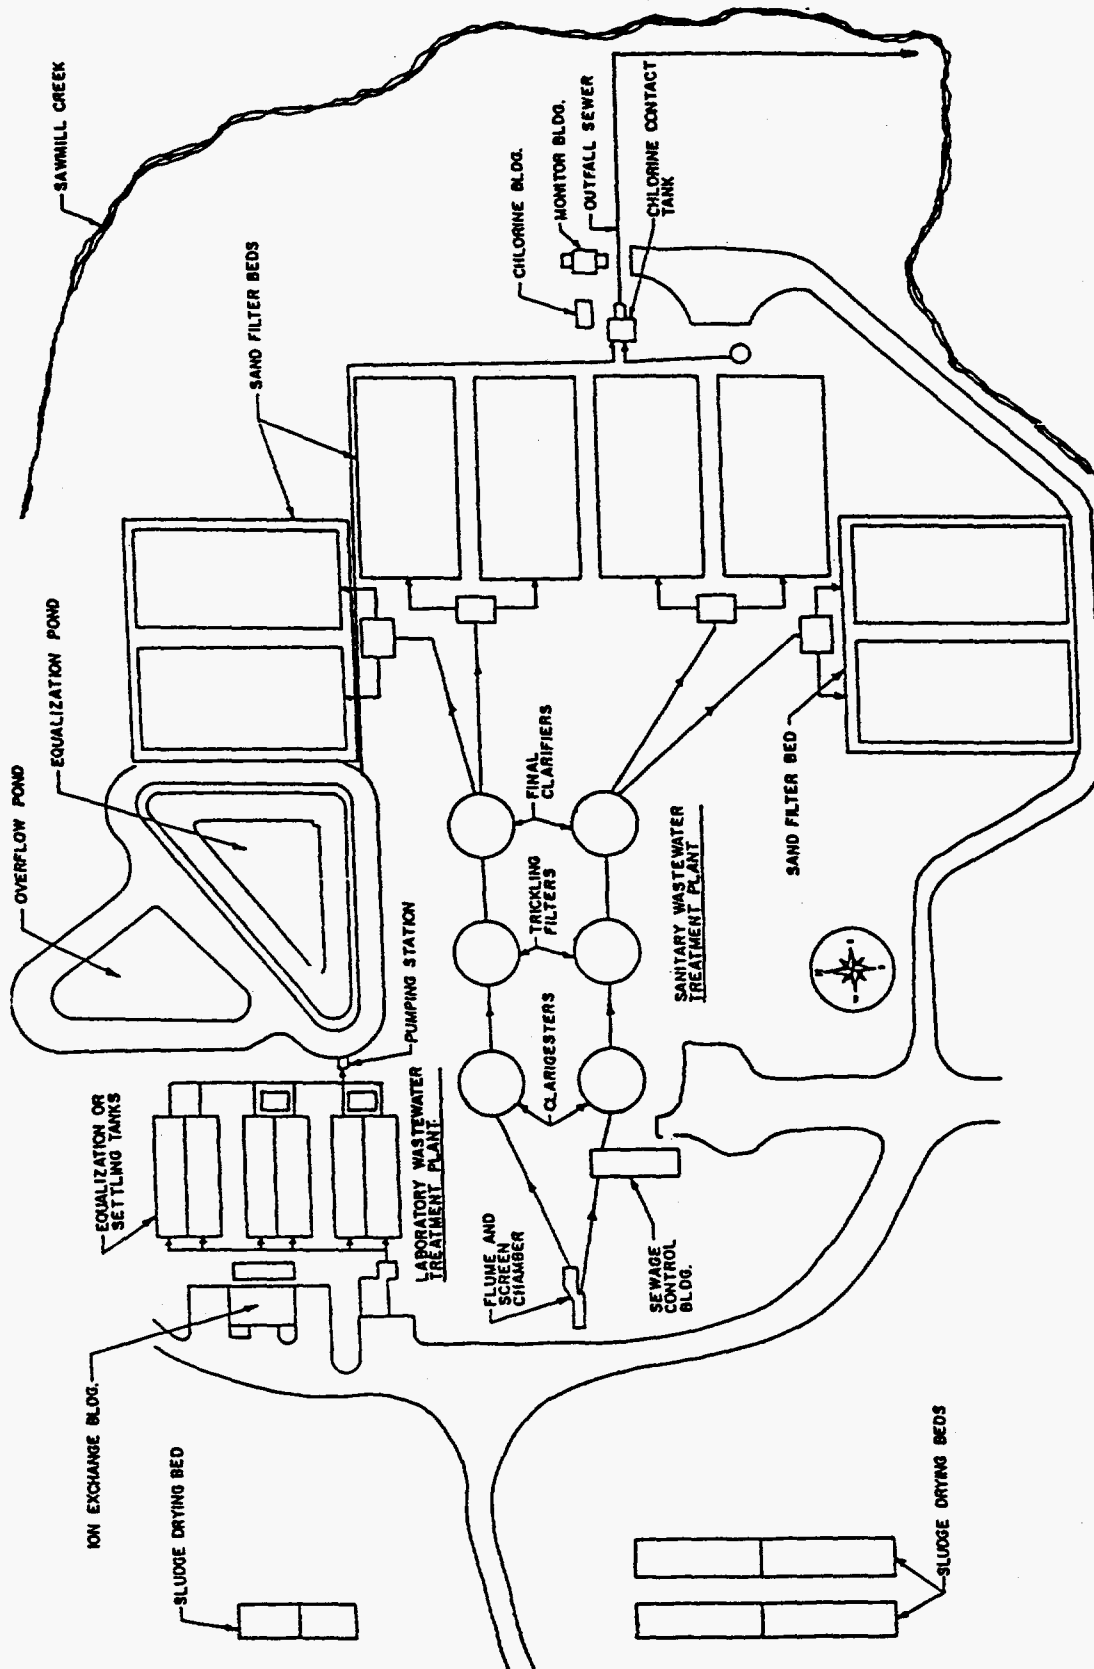 SAWMILL CREEK
OVERFLOW POND
EQUALIZATION POND
SAND FILTER BEDS
CHLORINE BLDG.
MONITOR BLDG.
OUTFALL SEWER
CHLORINE CONTACT
TANK
ION EXCHANGE BLDG.
EQUALIZATION OR
SETTLING TANKS
PUMPING STATION
LABORATORY WASTEWATER
TREATMENT PLANT
FINAL
CLARIFIERS
TRICKLING
FILTERS
CLARIGESTERS
FLUME AND
SCREEN
CHAMBER
SEWAGE
CONTROL
BLDG.
SANITARY WASTEWATER
TREATMENT PLANT
SAND FILTER BED
SLUDGE DRYING BED
SLUDGE DRYING BEDS